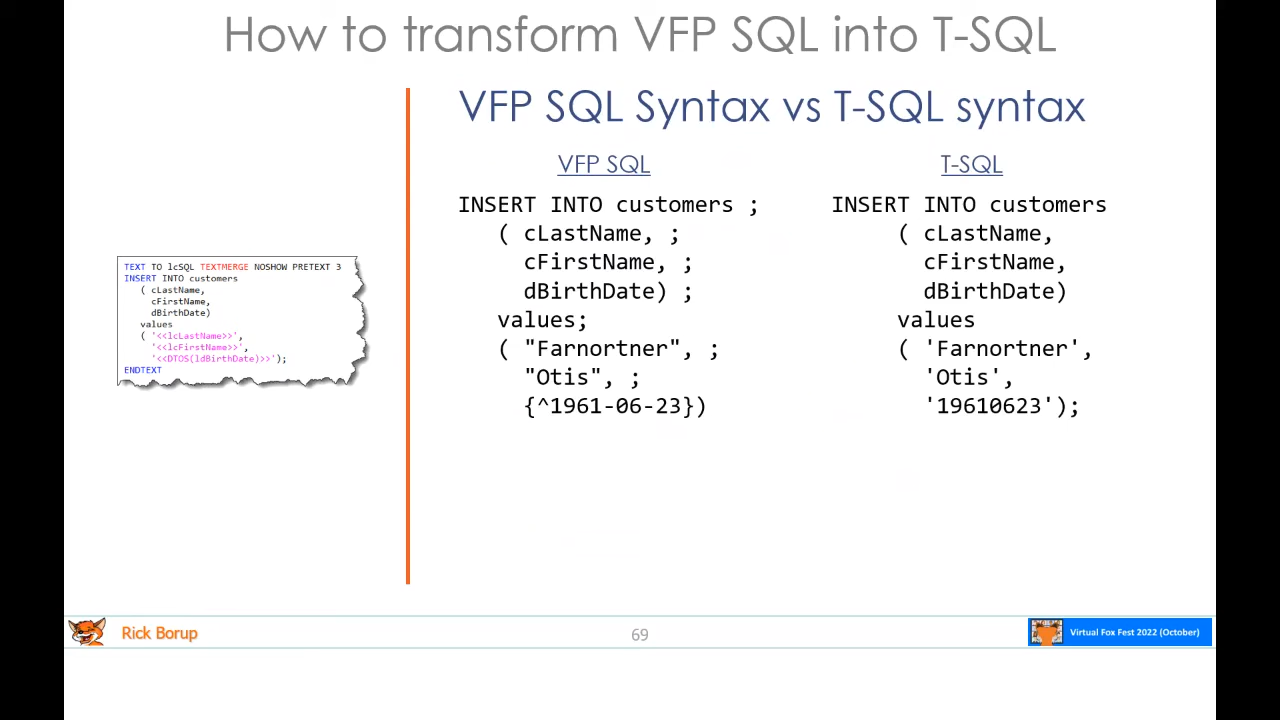 How to transform VFP SQL into T-SQL
VFP SQL Syntax vs T-SQL syntax
TEXT TO lcSQL TEXTMERGE NOSHOW PRETEXT 3
INSERT INTO customers
( cLastName,
cFirstName,
dBirthDate)
values
( '<<lcLastName>>',
'<<lcFirstName>>',
'<<DTOS(ldBirthDate)>>');
ENDTEXT
VFP SQL
INSERT INTO customers ;
( cLastName, ;
cFirstName, ;
dBirthDate) ;
values;
( "Farnortner", ;
"Otis", ;
{^1961-06-23})
T-SQL
INSERT INTO customers
( cLastName,
cFirstName,
dBirthDate)
values
( 'Farnortner',
'Otis',
'19610623');
Rick Borup
69
Virtual Fox Fest 2022 (October)